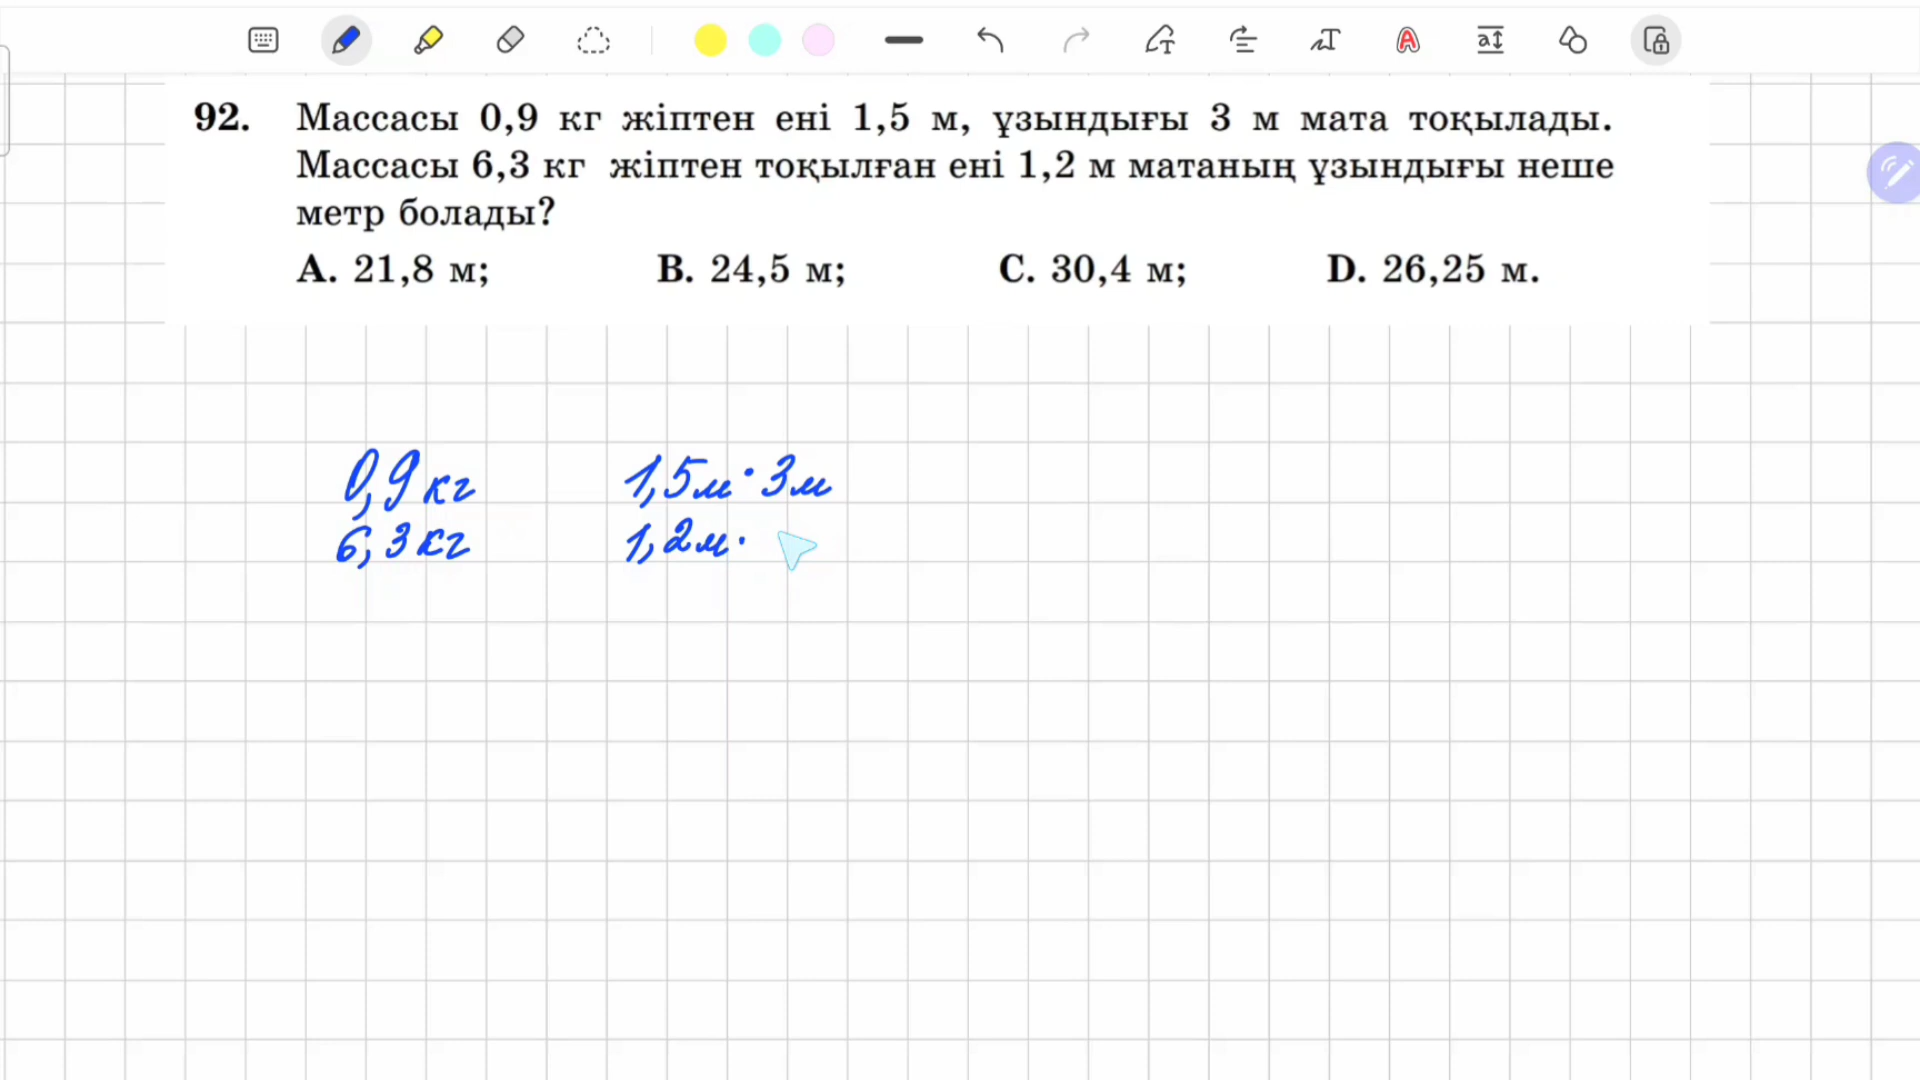 92. Массасы 0,9 кг жіптен ені 1,5 м, ұзындығы 3 м мата тоқылады.
Массасы 6,3 кг жіптен тоқылған ені 1,2 м матаның ұзындығы неше
метр болады?
A. 21,8 м; B. 24,5 м; C. 30,4 м; D. 26,25 м.
0,9 кг 1,5м · 3м
6,3 кг 1,2м ·